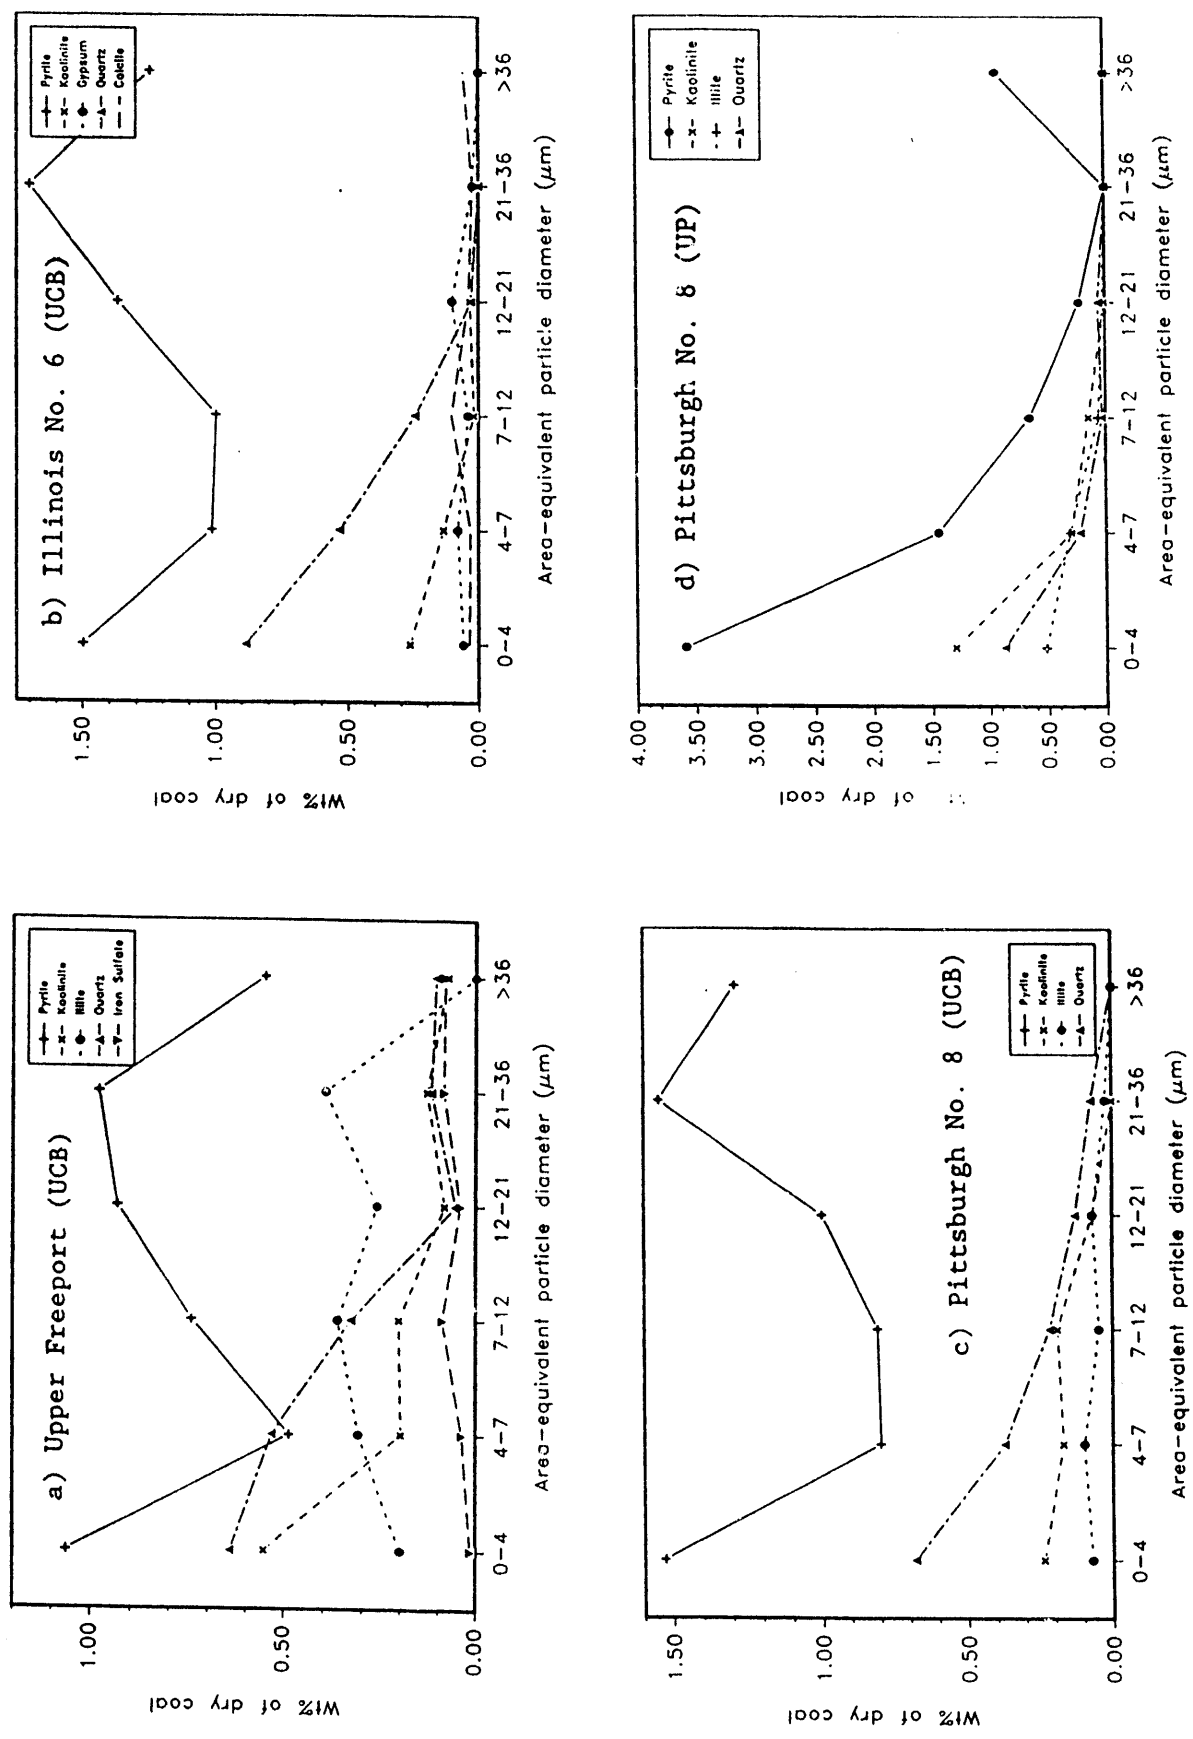 a) Upper Freeport (UCB)
Pyrite
Kaolinite
Illite
Quartz
Iron Sulfate
1.00
0.50
0.00
Wt% of dry coal
0-4
4-7
7-12
12-21
21-36
>36
Area-equivalent particle diameter (μm)
b) Illinois No. 6 (UCB)
Pyrite
Kaolinite
Gypsum
Quartz
Calcite
1.50
1.00
0.50
0.00
Wt% of dry coal
0-4
4-7
7-12
12-21
21-36
>36
Area-equivalent particle diameter (μm)
c) Pittsburgh No. 8 (UCB)
Pyrite
Kaolinite
Illite
Quartz
1.50
1.00
0.50
0.00
Wt% of dry coal
0-4
4-7
7-12
12-21
21-36
>36
Area-equivalent particle diameter (μm)
d) Pittsburgh No. 8 (UP)
Pyrite
Kaolinite
Illite
Quartz
4.00
3.50
3.00
2.50
2.00
1.50
1.00
0.50
0.00
of dry coal
0-4
4-7
7-12
12-21
21-36
>36
Area-equivalent particle diameter (μm)